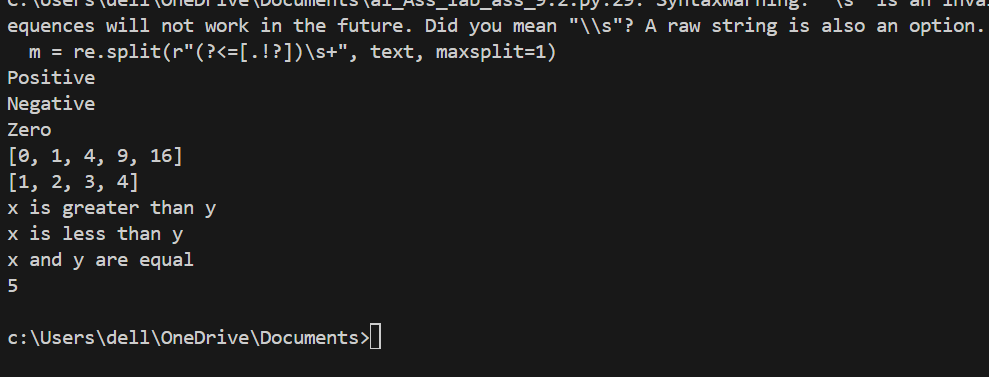 c:\Users\dell\OneDrive\Documents\ai_Ass_lab_ass_9.2.py:29: SyntaxWarning: "\s" is an inva
equences will not work in the future. Did you mean "\\s"? A raw string is also an option.
  m = re.split(r"(?<=[.!?])\s+", text, maxsplit=1)
Positive
Negative
Zero
[0, 1, 4, 9, 16]
[1, 2, 3, 4]
x is greater than y
x is less than y
x and y are equal
5
c:\Users\dell\OneDrive\Documents>